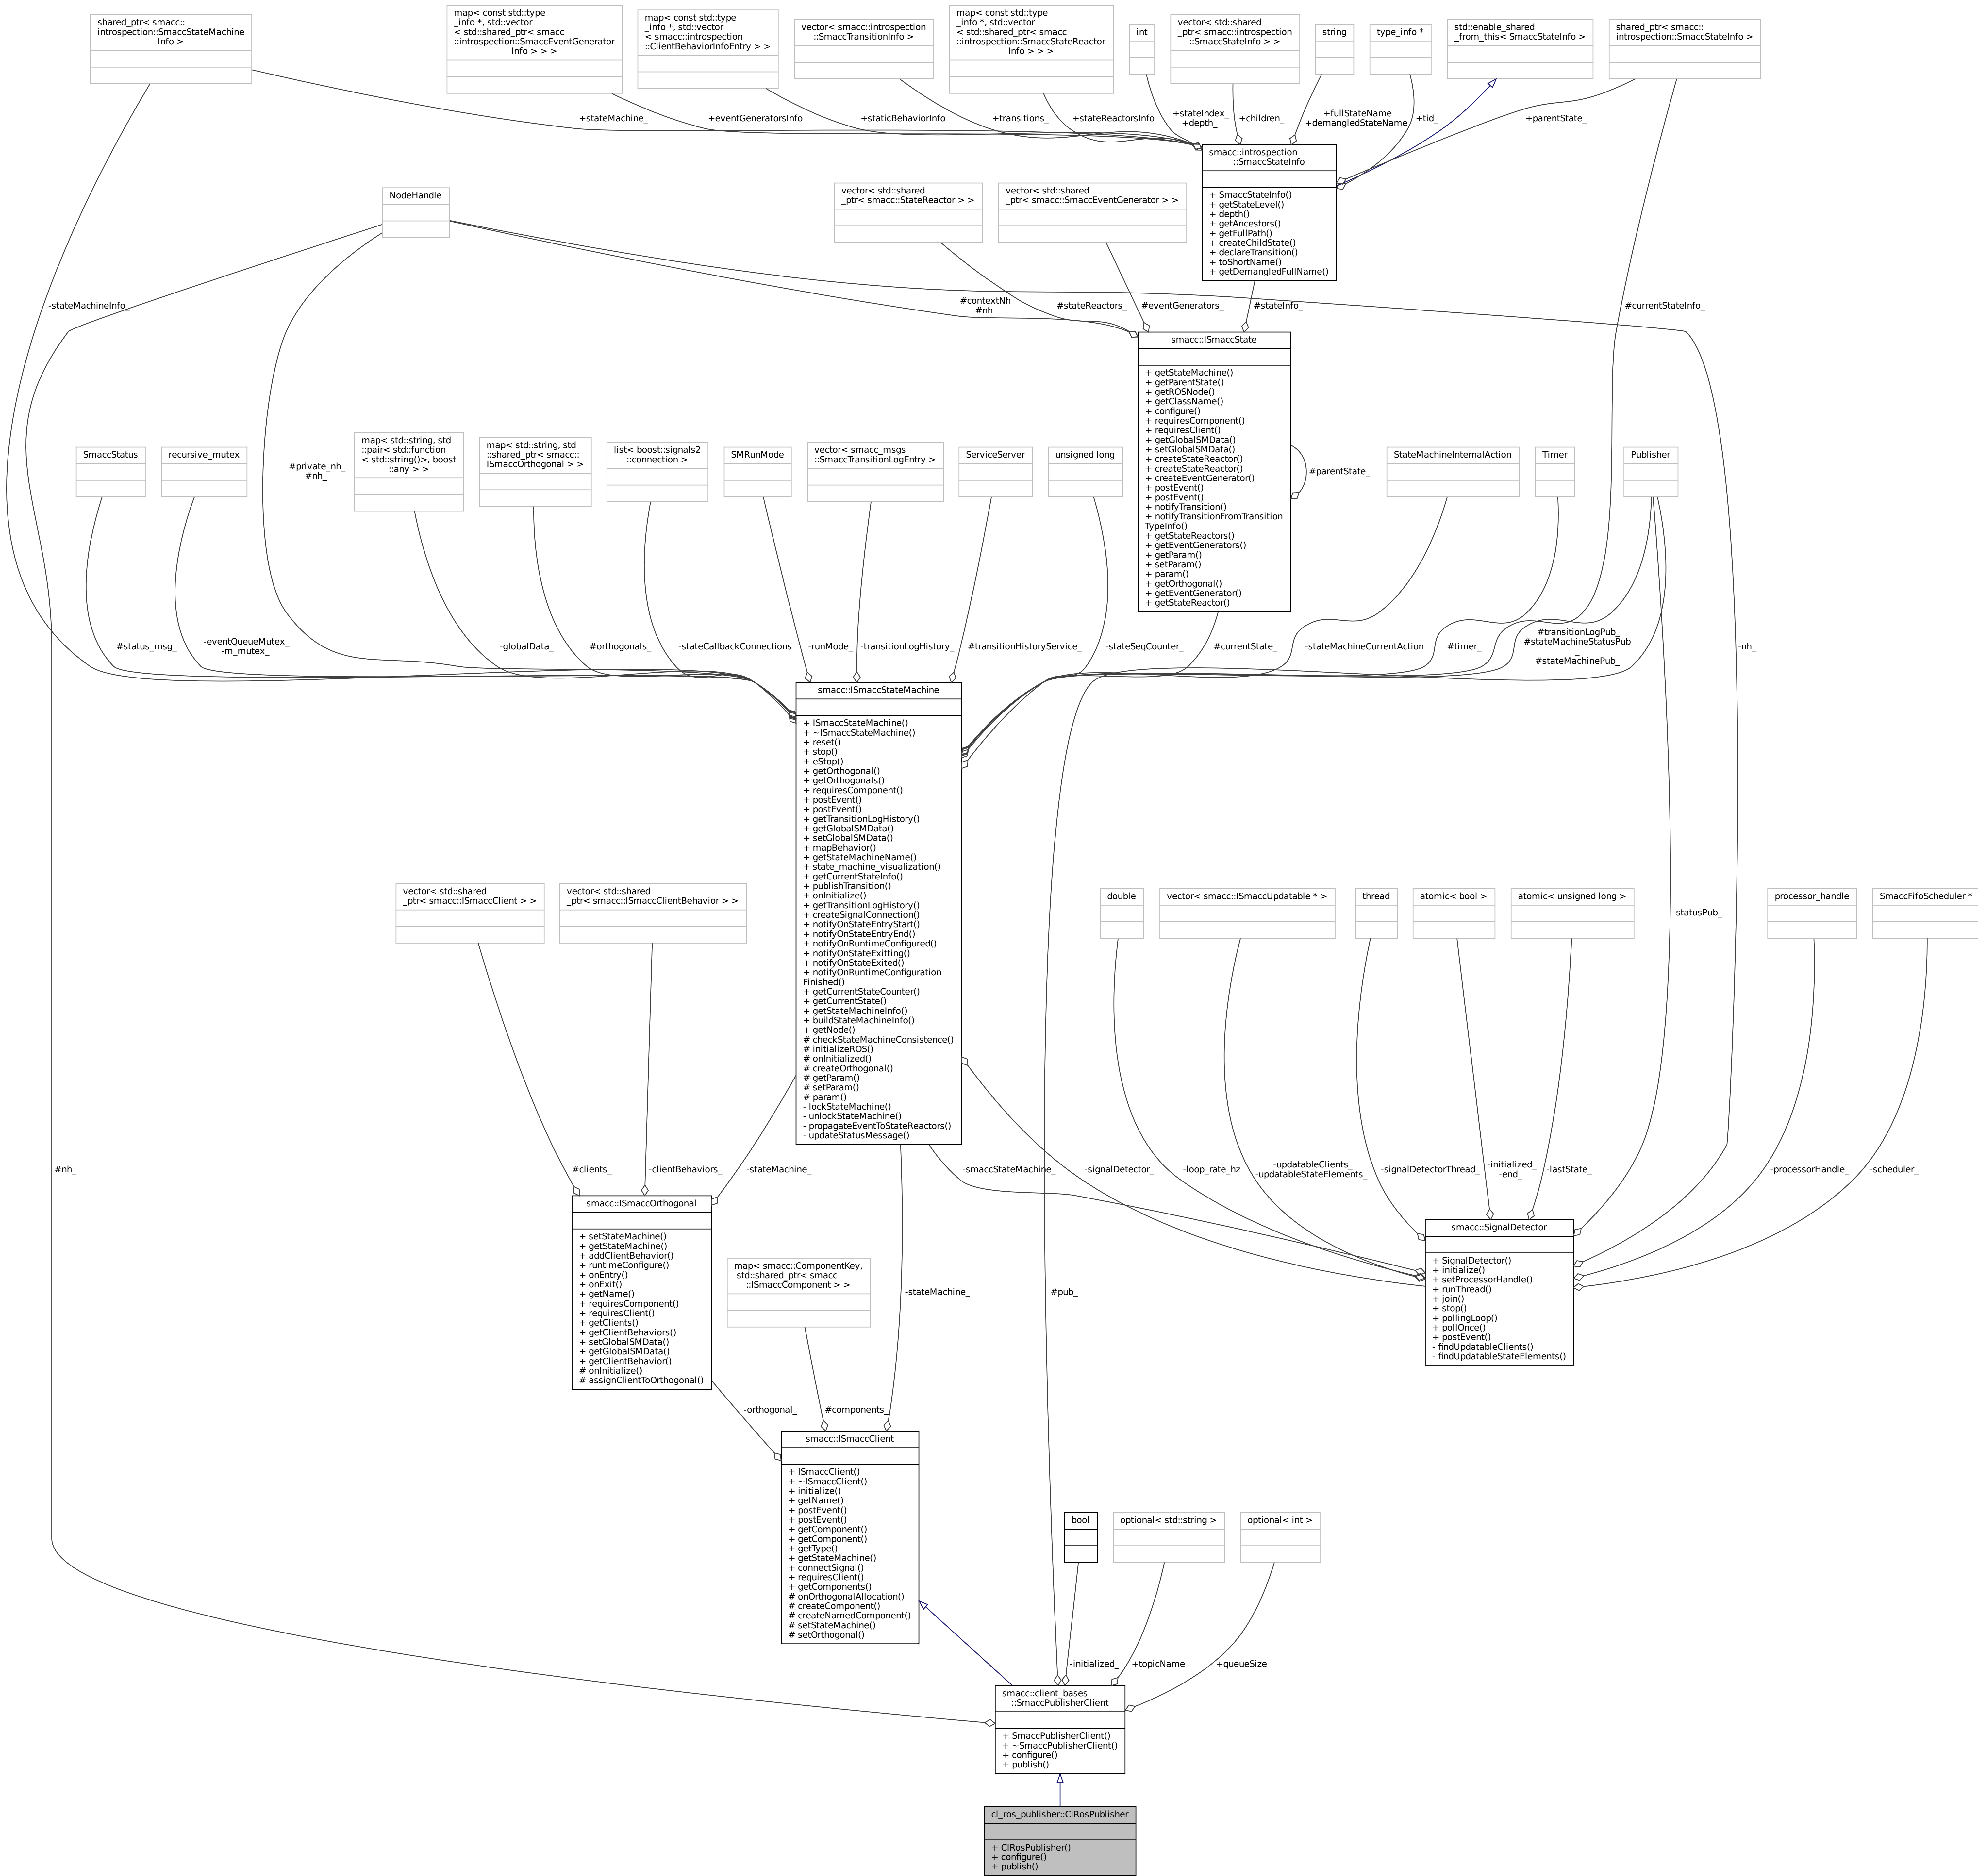 shared_ptr< smacc::
introspection::SmaccStateMachine
Info >
map< const std::type
_info *, std::vector
< std::shared_ptr< smacc
::introspection::SmaccEventGenerator
Info > > >
map< const std::type
_info *, std::vector
< smacc::introspection
::ClientBehaviorInfoEntry > >
vector< smacc::introspection
::SmaccTransitionInfo >
map< const std::type
_info *, std::vector
< std::shared_ptr< smacc
::introspection::SmaccStateReactor
Info > > >
int
vector< std::shared
_ptr< smacc::introspection
::SmaccStateInfo > >
string
type_info *
std::enable_shared
_from_this< SmaccStateInfo >
shared_ptr< smacc::
introspection::SmaccStateInfo >
+stateMachine_
+eventGeneratorsInfo
+staticBehaviorInfo
+transitions_
+stateReactorsInfo
+stateIndex_
+depth_
+children_
+fullStateName
+demangledStateName
+tid_
+parentState_
smacc::introspection
::SmaccStateInfo
+ SmaccStateInfo()
+ getStateLevel()
+ depth()
+ getAncestors()
+ getFullPath()
+ createChildState()
+ declareTransition()
+ toShortName()
+ getDemangledFullName()
NodeHandle
vector< std::shared
_ptr< smacc::StateReactor > >
vector< std::shared
_ptr< smacc::SmaccEventGenerator > >
-stateMachineInfo_
#contextNh
#nh
#stateReactors_
#eventGenerators_
#stateInfo_
#currentStateInfo_
smacc::ISmaccState
+ getStateMachine()
+ getParentState()
+ getROSNode()
+ getClassName()
+ configure()
+ requiresComponent()
+ requiresClient()
+ getGlobalSMData()
+ setGlobalSMData()
+ createStateReactor()
+ createStateReactor()
+ createEventGenerator()
+ postEvent()
+ postEvent()
+ notifyTransition()
+ notifyTransitionFromTransition
TypeInfo()
+ getStateReactors()
+ getEventGenerators()
+ getParam()
+ setParam()
+ param()
+ getOrthogonal()
+ getEventGenerator()
+ getStateReactor()
#parentState_
SmaccStatus
recursive_mutex
#private_nh_
#nh_
map< std::string, std
::pair< std::function
< std::string()>, boost
::any > >
map< std::string, std
::shared_ptr< smacc::
ISmaccOrthogonal > >
list< boost::signals2
::connection >
SMRunMode
vector< smacc_msgs
::SmaccTransitionLogEntry >
ServiceServer
unsigned long
StateMachineInternalAction
Timer
Publisher
#status_msg_
-eventQueueMutex_
-m_mutex_
-globalData_
#orthogonals_
-stateCallbackConnections
-runMode_
-transitionLogHistory_
#transitionHistoryService_
-stateSeqCounter_
#currentState_
-stateMachineCurrentAction
#timer_
#transitionLogPub_
#stateMachineStatusPub
_
#stateMachinePub_
-nh_
smacc::ISmaccStateMachine
+ ISmaccStateMachine()
+ ~ISmaccStateMachine()
+ reset()
+ stop()
+ eStop()
+ getOrthogonal()
+ getOrthogonals()
+ requiresComponent()
+ postEvent()
+ postEvent()
+ getTransitionLogHistory()
+ getGlobalSMData()
+ setGlobalSMData()
+ mapBehavior()
+ getStateMachineName()
+ state_machine_visualization()
+ getCurrentStateInfo()
+ publishTransition()
+ onInitialize()
+ getTransitionLogHistory()
+ createSignalConnection()
+ notifyOnStateEntryStart()
+ notifyOnStateEntryEnd()
+ notifyOnRuntimeConfigured()
+ notifyOnStateExitting()
+ notifyOnStateExited()
+ notifyOnRuntimeConfiguration
Finished()
+ getCurrentStateCounter()
+ getCurrentState()
+ getStateMachineInfo()
+ buildStateMachineInfo()
+ getNode()
# checkStateMachineConsistence()
# initializeROS()
# onInitialized()
# createOrthogonal()
# getParam()
# setParam()
# param()
- lockStateMachine()
- unlockStateMachine()
- propagateEventToStateReactors()
- updateStatusMessage()
vector< std::shared
_ptr< smacc::ISmaccClient > >
vector< std::shared
_ptr< smacc::ISmaccClientBehavior > >
double
vector< smacc::ISmaccUpdatable * >
thread
atomic< bool >
atomic< unsigned long >
-statusPub_
processor_handle
SmaccFifoScheduler *
#nh_
#clients_
-clientBehaviors_
-stateMachine_
-smaccStateMachine_
-signalDetector_
-loop_rate_hz
-updatableClients_
-updatableStateElements_
-signalDetectorThread_
-initialized_
-end_
-lastState_
-processorHandle_
-scheduler_
smacc::ISmaccOrthogonal
+ setStateMachine()
+ getStateMachine()
+ addClientBehavior()
+ runtimeConfigure()
+ onEntry()
+ onExit()
+ getName()
+ requiresComponent()
+ requiresClient()
+ getClients()
+ getClientBehaviors()
+ setGlobalSMData()
+ getGlobalSMData()
+ getClientBehavior()
# onInitialize()
# assignClientToOrthogonal()
smacc::SignalDetector
+ SignalDetector()
+ initialize()
+ setProcessorHandle()
+ runThread()
+ join()
+ stop()
+ pollingLoop()
+ pollOnce()
+ postEvent()
- findUpdatableClients()
- findUpdatableStateElements()
map< smacc::ComponentKey,
std::shared_ptr< smacc
::ISmaccComponent > >
-stateMachine_
#pub_
-orthogonal_
#components_
smacc::ISmaccClient
+ ISmaccClient()
+ ~ISmaccClient()
+ initialize()
+ getName()
+ postEvent()
+ postEvent()
+ getComponent()
+ getComponent()
+ getType()
+ getStateMachine()
+ connectSignal()
+ requiresClient()
+ getComponents()
# onOrthogonalAllocation()
# createComponent()
# createNamedComponent()
# setStateMachine()
# setOrthogonal()
bool
optional< std::string >
optional< int >
-initialized_
+topicName
+queueSize
smacc::client_bases
::SmaccPublisherClient
+ SmaccPublisherClient()
+ ~SmaccPublisherClient()
+ configure()
+ publish()
cl_ros_publisher::ClRosPublisher
+ ClRosPublisher()
+ configure()
+ publish()